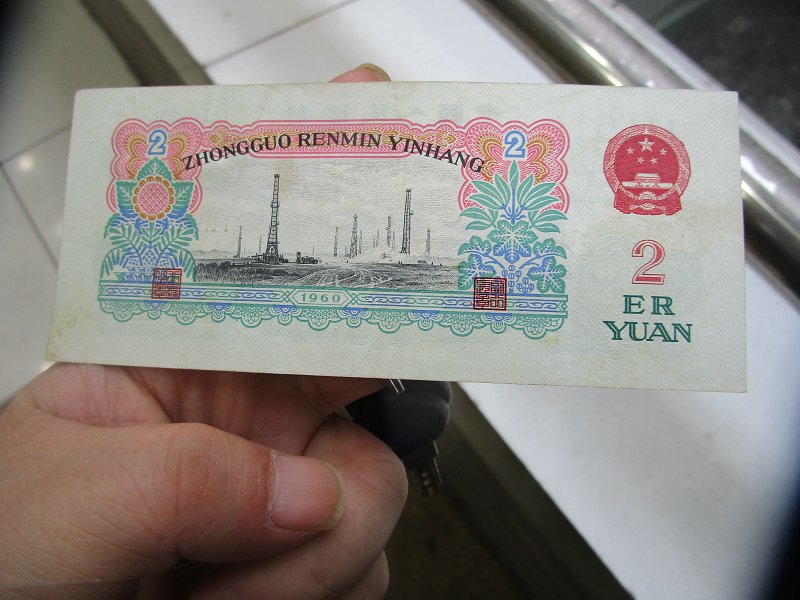 2
ZHONGGUO RENMIN YINHANG
2
1960
2
ER
YUAN